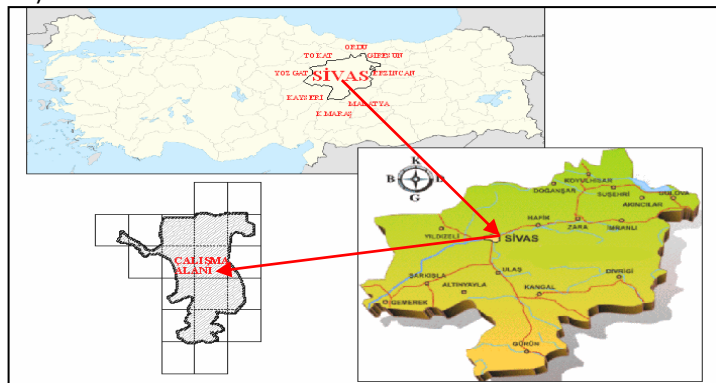 ORDU
TOKAT GİRESUN
YOZGAT SİVAS ERZİNCAN
KAYSERİ
MALATYA
K MARAŞ
K
B D
G
KOYULHİSAR
DOĞANŞAR SUŞEHRİ GÖLOVA
AKINCILAR
HAFİK
ZARA İMRANLI
YILDIZELİ SİVAS
ULAŞ
ŞARKIŞLA DİVRİĞİ
ALTINYAYLA KANGAL
GEMEREK
GÜRÜN
ÇALIŞMA
ALANI